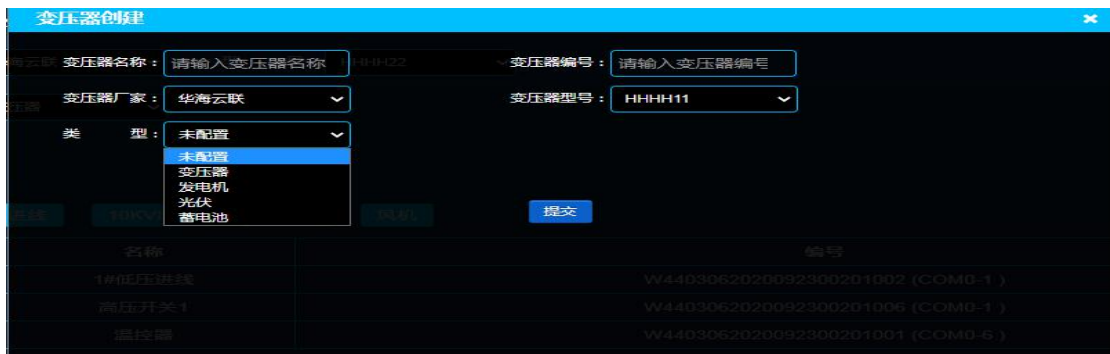 变压器创建
变压器名称： 请输入变压器名称 HHHH22 变压器编号： 请输入变压器编号
变压器厂家： 华海云联 变压器型号： HHHH11
类 型： 未配置
未配置
变压器
发电机
光伏
蓄电池
10KV 风机 提交
名称 编号
1#低压进线 W4403062020092300201002 (COM0-1 )
高压开关1 W4403062020092300201006 (COM0-1 )
温控器 W4403062020092300201001 (COM0-6 )